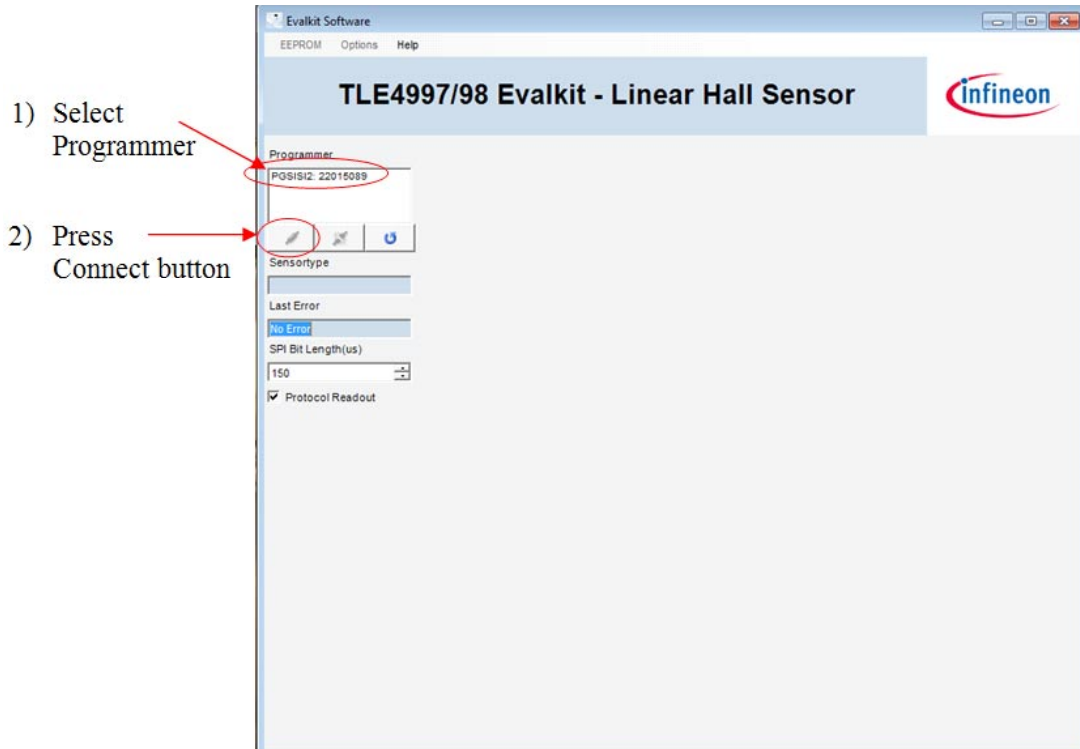 Evalkit Software
EEPROM Options Help
TLE4997/98 Evalkit - Linear Hall Sensor
infineon
1) Select
Programmer
Programmer
PGSISI2: 22015089
2) Press
Connect button
Sensortype
Last Error
No Error
SPI Bit Length(us)
150
Protocol Readout